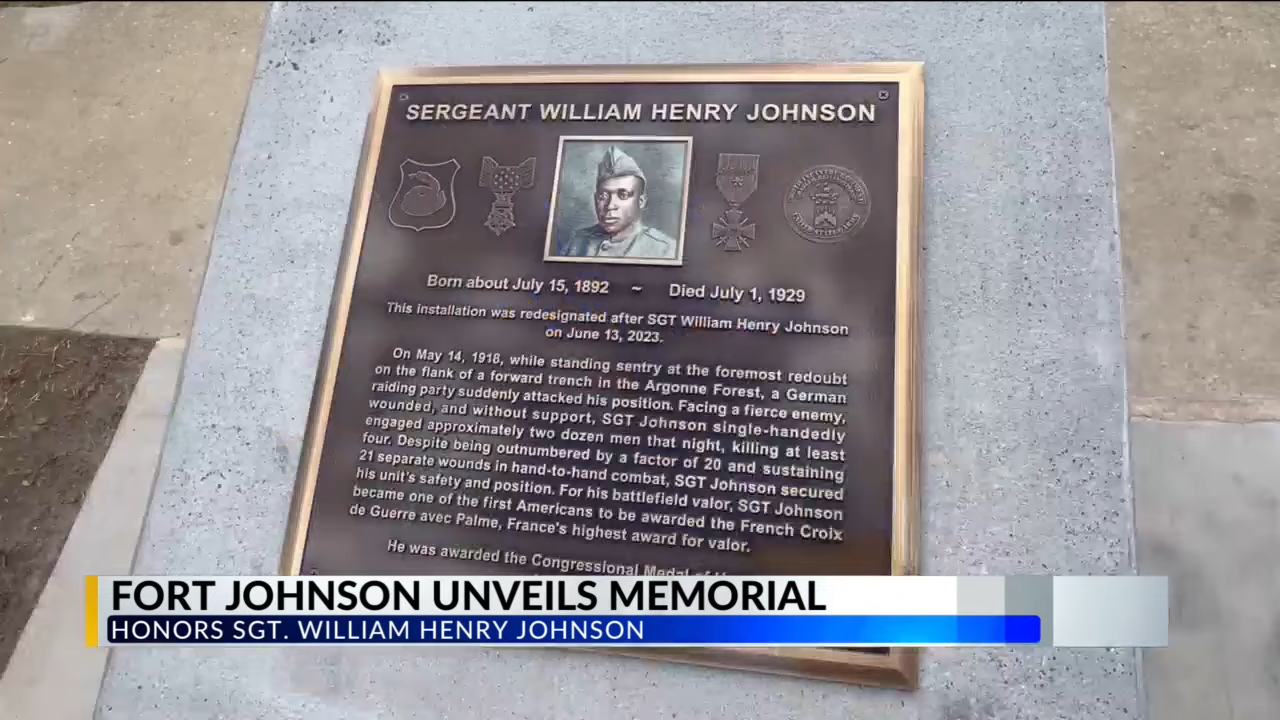 SERGEANT WILLIAM HENRY JOHNSON
Born about July 15, 1892 ~ Died July 1, 1929
This installation was redesignated after SGT William Henry Johnson
on June 13, 2023.
On May 14, 1918, while standing sentry at the foremost redoubt
on the flank of a forward trench in the Argonne Forest, a German
raiding party suddenly attacked his position. Facing a fierce enemy,
wounded, and without support, SGT Johnson single-handedly
engaged approximately two dozen men that night, killing at least
four. Despite being outnumbered by a factor of 20 and sustaining
21 separate wounds in hand-to-hand combat, SGT Johnson secured
his unit's safety and position. For his battlefield valor, SGT Johnson
became one of the first Americans to be awarded the French Croix
de Guerre avec Palme, France's highest award for valor.
He was awarded the Congressional Medal of
FORT JOHNSON UNVEILS MEMORIAL
HONORS SGT. WILLIAM HENRY JOHNSON